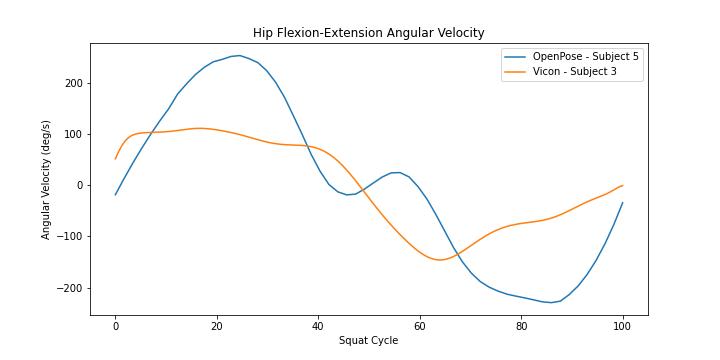 Hip Flexion-Extension Angular Velocity
OpenPose - Subject 5
Vicon - Subject 3
Angular Velocity (deg/s)
200
100
0
−100
−200
0 20 40 60 80 100
Squat Cycle